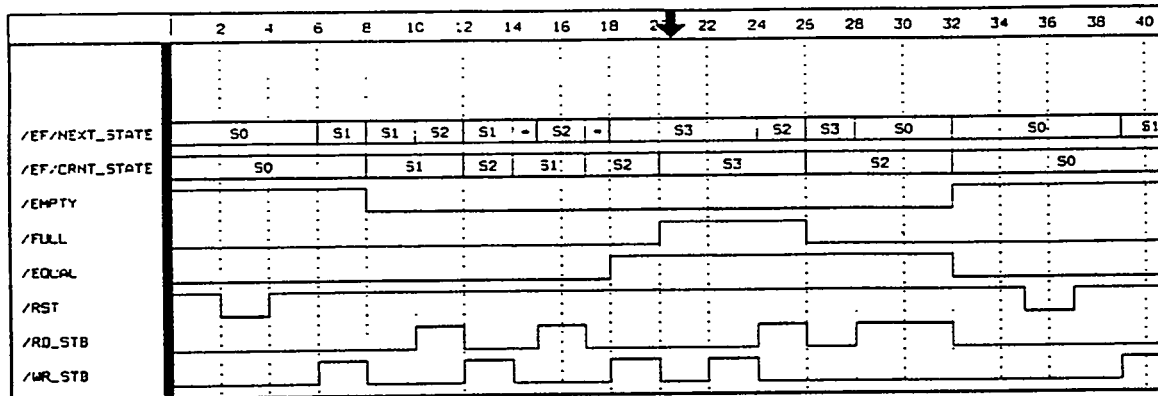 2 4 6 8 10 12 14 16 18 22 24 26 28 30 32 34 36 38 40
/EF/NEXT_STATE S0 S1 S1 S2 S1 S2 S3 S2 S3 S0 S0 S1
/EF/CRNT_STATE S0 S1 S2 S1 S2 S3 S2 S0
/EMPTY
/FULL
/EQUAL
/RST
/RD_STB
/WR_STB